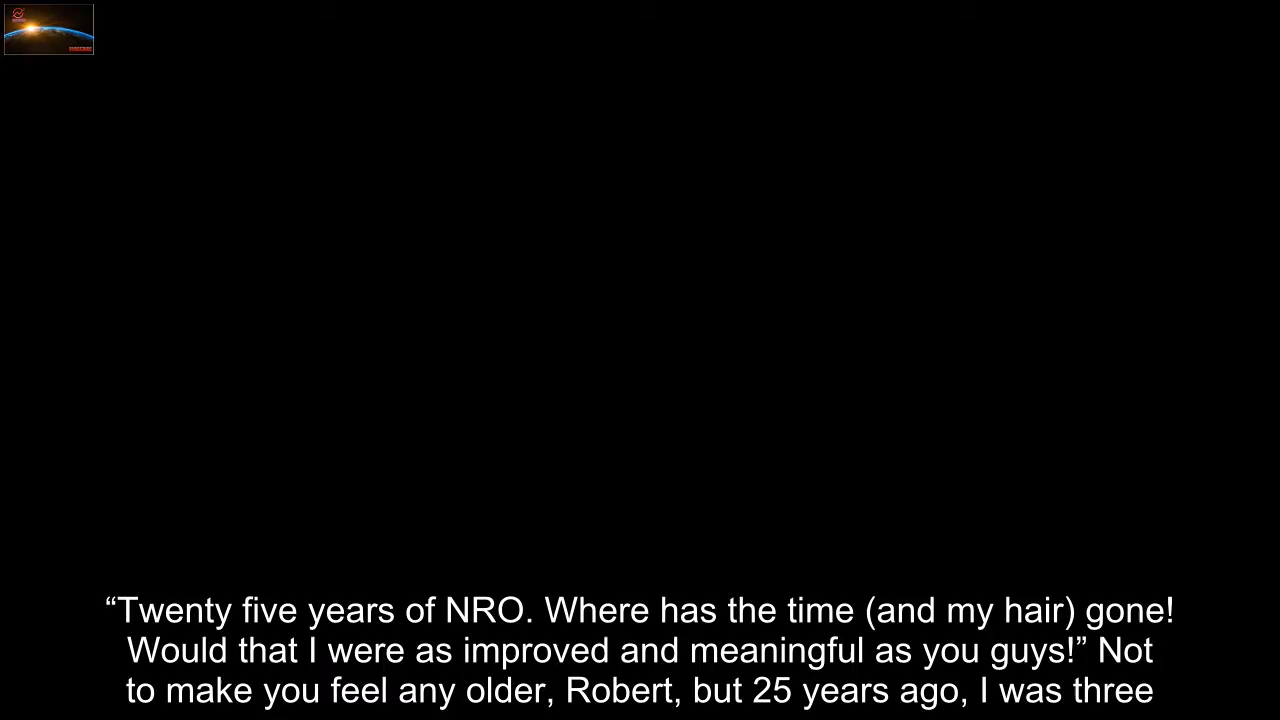 “Twenty five years of NRO. Where has the time (and my hair) gone!
Would that I were as improved and meaningful as you guys!” Not
to make you feel any older, Robert, but 25 years ago, I was three